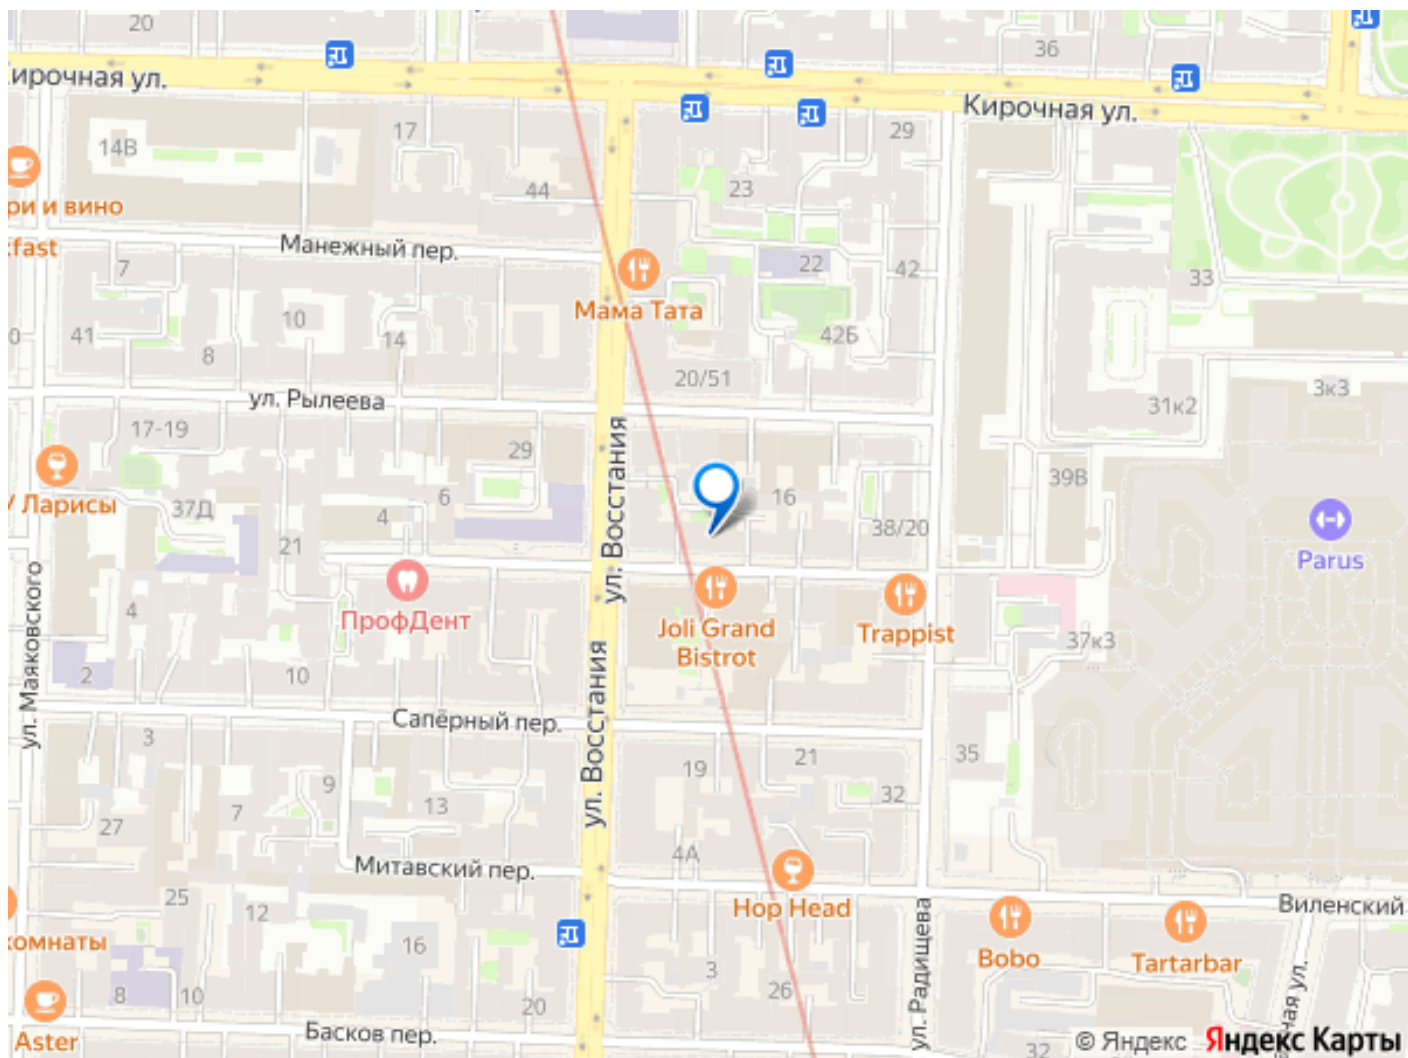 20
36
ирочная ул.
Кирочная ул.
17
29
14В
23
44
ри и вино
Манежный пер.
fast
22
42
7
33
Мама Тата
10
41
14
42Б
8
20/51
3к3
ул. Рылеева
31к2
17-19
29
ул. Восстания
39В
6
16
Ларисы
37Д
4
38/20
21
Parus
ул. Маяковского
4
ПрофДент
Joli Grand
Bistrot
Trappist
37к3
2
10
Сапёрный пер.
ул. Восстания
3
21
35
19
9
7
13
32
27
4А
Митавский пер.
25
Hop Head
Виленский
12
комнаты
16
ул. Радищева
Bobo
Tartarbar
3
8
10
20
26
ная ул.
Aster
Басков пер.
32
© Яндекс Яндекс Карты